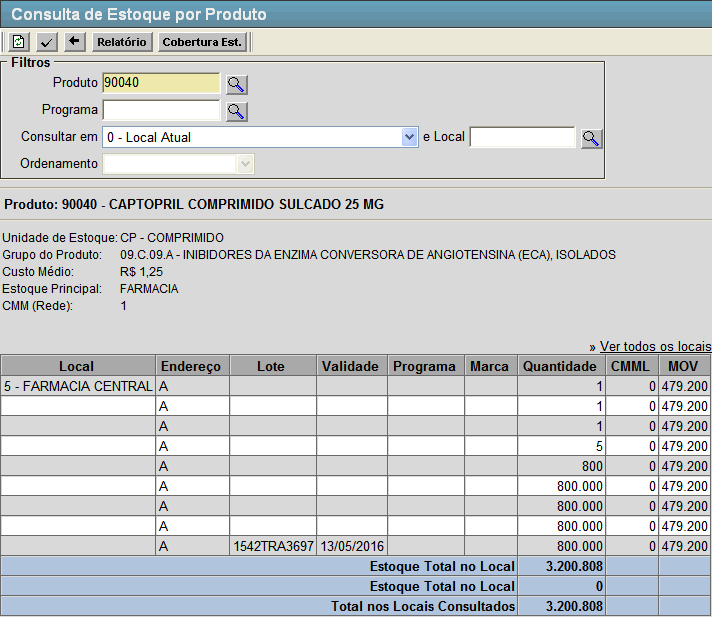 Consulta de Estoque por Produto
Relatório Cobertura Est.
Filtros
Produto 90040
Programa
Consultar em 0 - Local Atual e Local
Ordenamento
Produto: 90040 - CAPTOPRIL COMPRIMIDO SULCADO 25 MG
Unidade de Estoque: CP - COMPRIMIDO
Grupo do Produto: 09.C.09.A - INIBIDORES DA ENZIMA CONVERSORA DE ANGIOTENSINA (ECA), ISOLADOS
Custo Médio: R$ 1,25
Estoque Principal: FARMACIA
CMM (Rede): 1
» Ver todos os locais
Local Endereço Lote Validade Programa Marca Quantidade CMML MOV
5 - FARMACIA CENTRAL A 1 0 479.200
A 1 0 479.200
A 1 0 479.200
A 5 0 479.200
A 800 0 479.200
A 800.000 0 479.200
A 800.000 0 479.200
A 800.000 0 479.200
A 1542TRA3697 13/05/2016 800.000 0 479.200
Estoque Total no Local 3.200.808
Estoque Total no Local 0
Total nos Locais Consultados 3.200.808